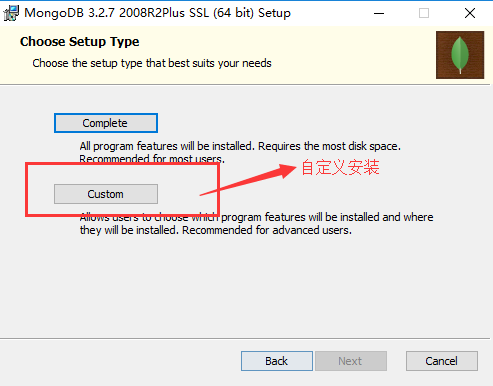 MongoDB 3.2.7 2008R2Plus SSL (64 bit) Setup
Choose Setup Type
Choose the setup type that best suits your needs
Complete
All program features will be installed. Requires the most disk space.
Recommended for most users.
自定义安装
Custom
Allows users to choose which program features will be installed and where
they will be installed. Recommended for advanced users.
Back Next Cancel